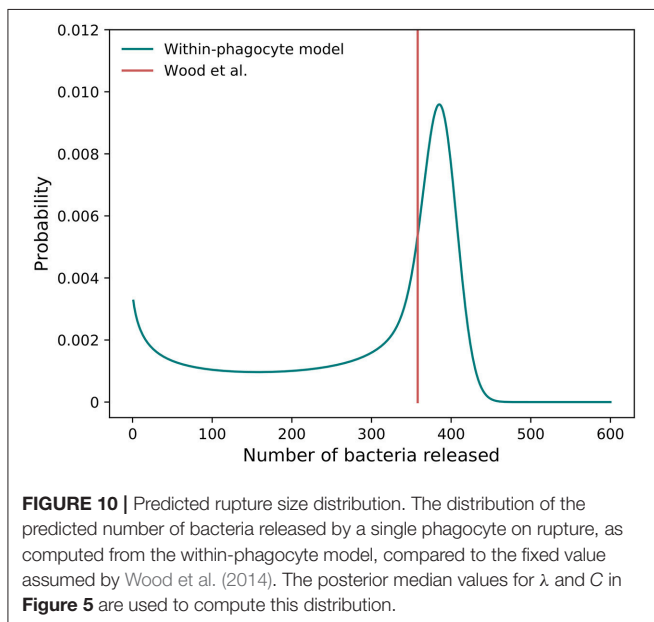 0.012
0.010
0.008
0.006
0.004
0.002
0
Probability
Within-phagocyte model
Wood et al.
0 100 200 300 400 500 600
Number of bacteria released
FIGURE 10 | Predicted rupture size distribution. The distribution of the
predicted number of bacteria released by a single phagocyte on rupture, as
computed from the within-phagocyte model, compared to the fixed value
assumed by Wood et al. (2014). The posterior median values for λ and C in
Figure 5 are used to compute this distribution.